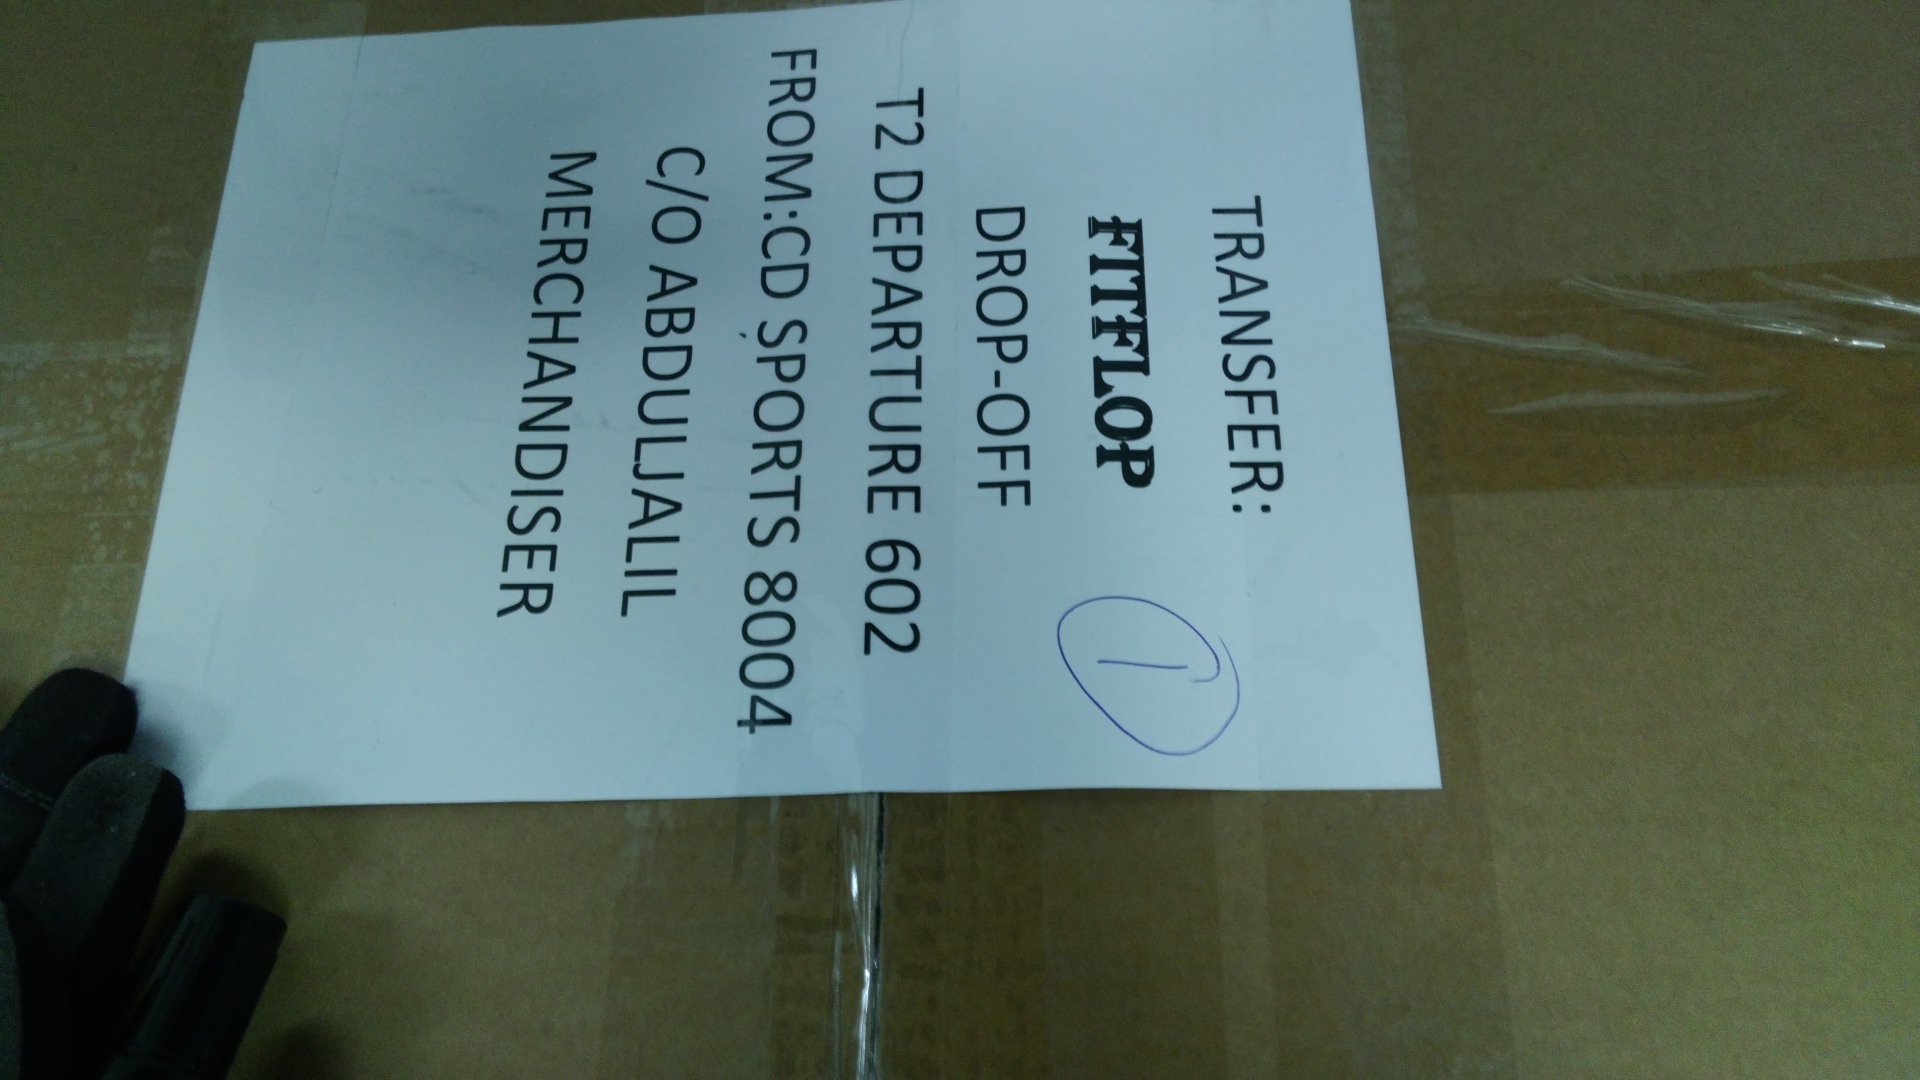 TRANSFER:
FITFLOP
1
DROP-OFF
T2 DEPARTURE 602
FROM:CD SPORTS 8004
C/O ABDULJALIL
MERCHANDISER